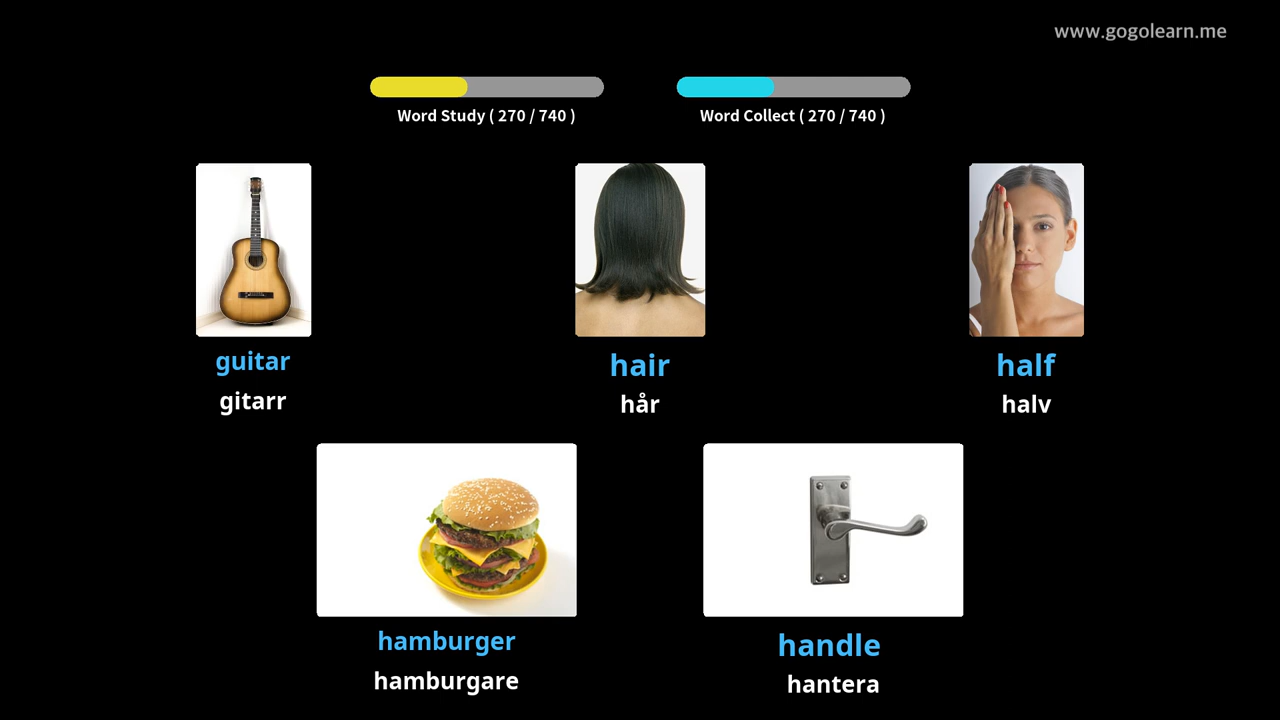 www.gogolearn.me
Word Study ( 270 / 740 )
Word Collect ( 270 / 740 )
guitar
gitarr
hair
hår
half
halv
hamburger
hamburgare
handle
hantera